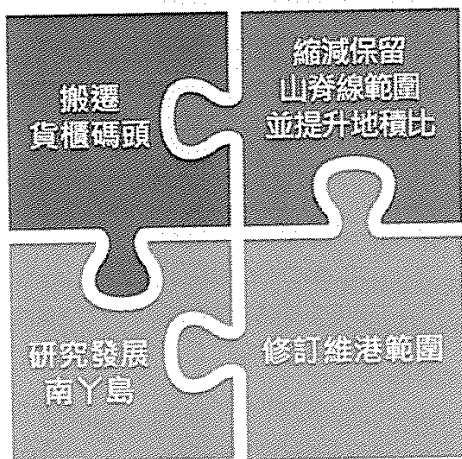 搬遷
貨櫃碼頭
縮減保留
山脊線範圍
並提升地積比
研究發展
南丫島
修訂維港範圍